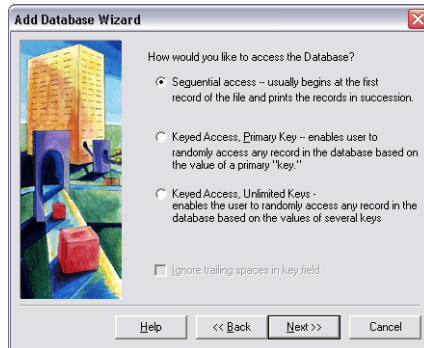 Add Database Wizard
How would you like to access the Database?
Sequential access -- usually begins at the first
record of the file and prints the records in succession.
Keyed Access, Primary Key -- enables user to
randomly access any record in the database based on
the value of a primary "key."
Keyed Access, Unlimited Keys -
enables the user to randomly access any record in the
database based on the values of several keys
Ignore trailing spaces in key field
Help
<< Back
Next >>
Cancel